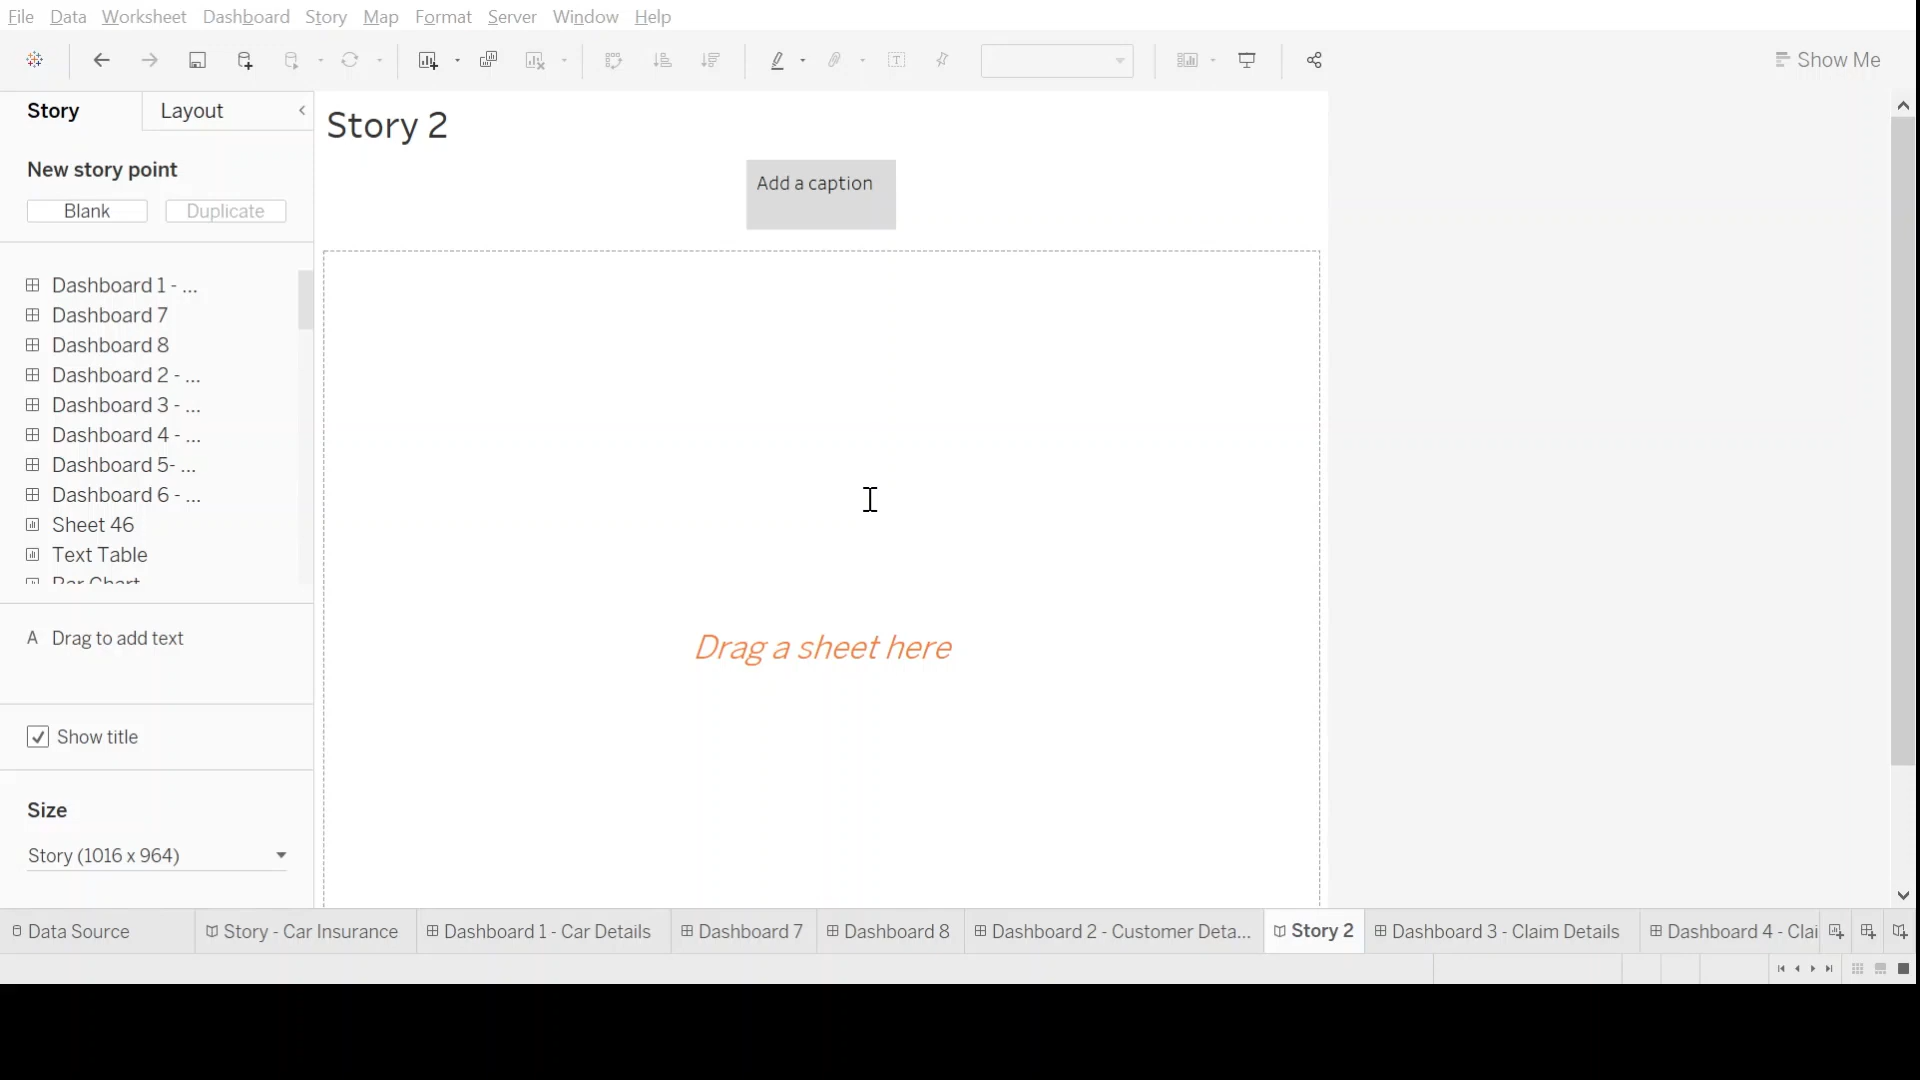 File Data Worksheet Dashboard Story Map Format Server Window Help
Show Me
Story Layout
New story point
Blank Duplicate
Dashboard 1 - ...
Dashboard 7
Dashboard 8
Dashboard 2 - ...
Dashboard 3 - ...
Dashboard 4 - ...
Dashboard 5- ...
Dashboard 6 - ...
Sheet 46
Text Table
Bar Chart
A Drag to add text
Show title
Size
Story (1016 x 964)
Story 2
Add a caption
Drag a sheet here
Data Source Story - Car Insurance Dashboard 1 - Car Details Dashboard 7 Dashboard 8 Dashboard 2 - Customer Deta... Story 2 Dashboard 3 - Claim Details Dashboard 4 - Clai